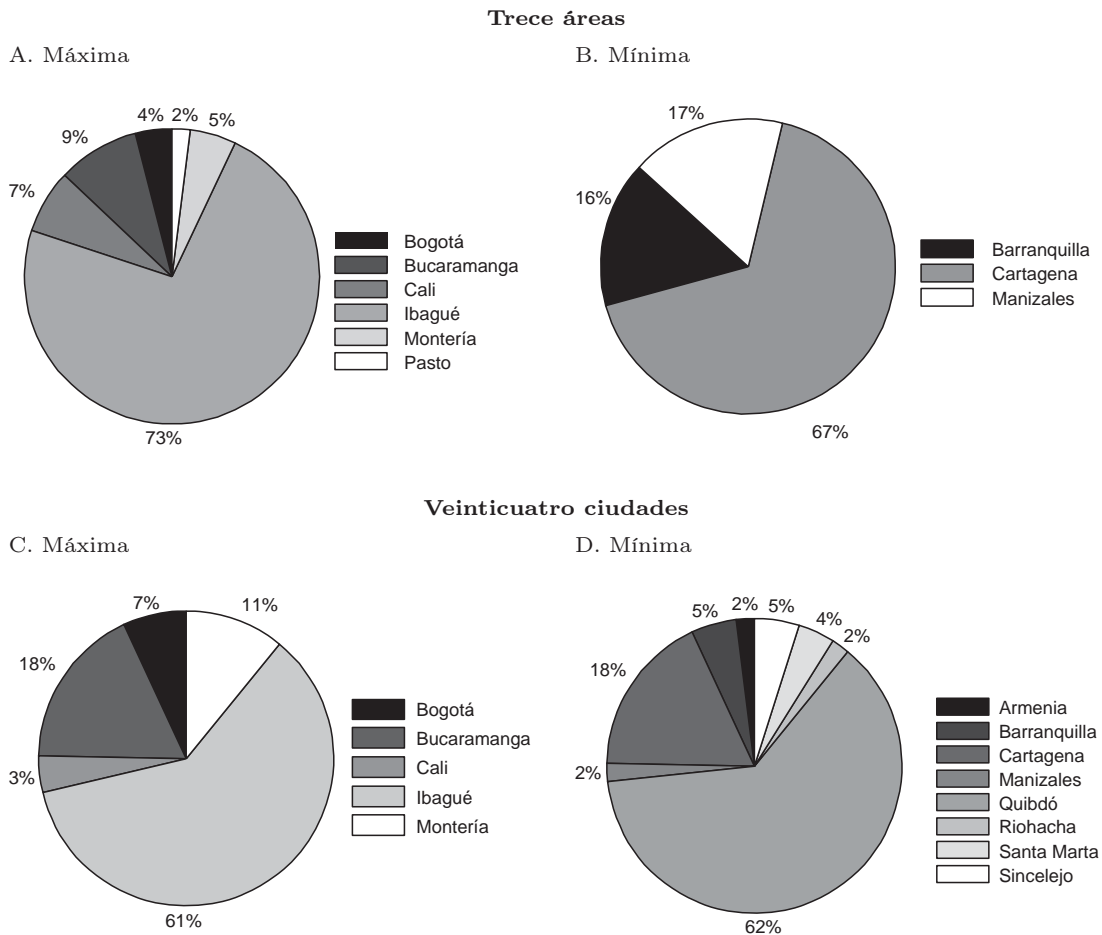 Trece áreas
A. Máxima
B. Mínima
4% 2% 5%
9%
7%
73%
Bogotá
Bucaramanga
Cali
Ibagué
Montería
Pasto
17%
16%
67%
Barranquilla
Cartagena
Manizales
Veinticuatro ciudades
C. Máxima
D. Mínima
7%
11%
18%
3%
61%
Bogotá
Bucaramanga
Cali
Ibagué
Montería
5% 2% 5%
4%
2%
18%
2%
62%
Armenia
Barranquilla
Cartagena
Manizales
Quibdó
Riohacha
Santa Marta
Sincelejo